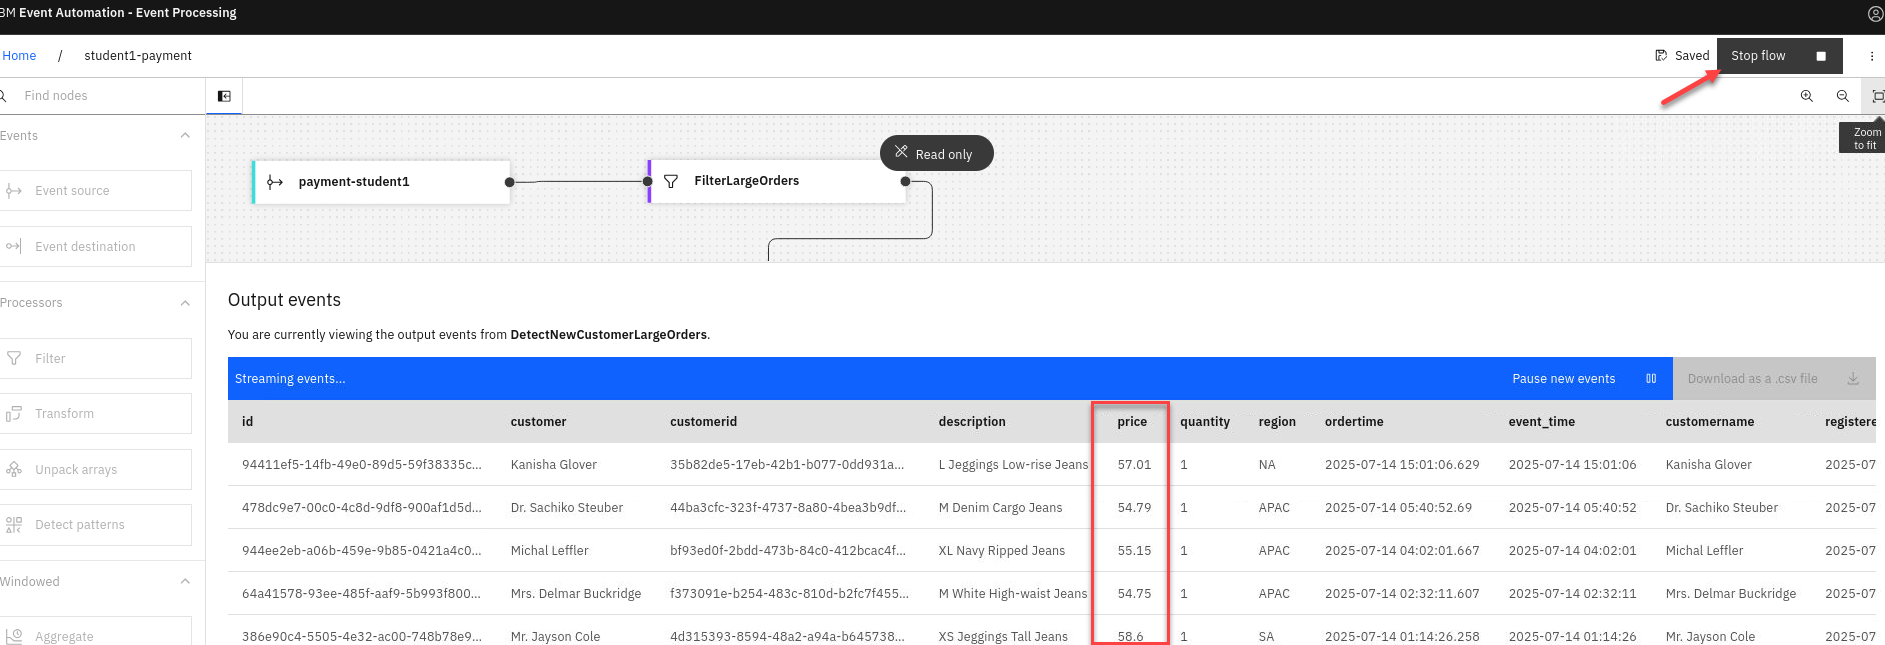 BM Event Automation - Event Processing
Home / student1-payment
Saved
Stop flow
Find nodes
Zoom
to fit
Events
Event source
Event destination
Processors
Filter
Transform
Unpack arrays
Detect patterns
Windowed
Aggregate
payment-student1
FilterLargeOrders
Read only
Output events
You are currently viewing the output events from DetectNewCustomerLargeOrders.
Streaming events...
Pause new events
Download as a .csv file
id customer customerid description price quantity region ordertime event_time customername registere
94411ef5-14fb-49e0-89d5-59f38335c... Kanisha Glover 35b82de5-17eb-42b1-b077-0dd931a... L Jeggings Low-rise Jeans 57.01 1 NA 2025-07-14 15:01:06.629 2025-07-14 15:01:06 Kanisha Glover 2025-07
478dc9e7-00c0-4c8d-9df8-900af1d5d... Dr. Sachiko Steuber 44ba3cfc-323f-4737-8a80-4bea3b9df... M Denim Cargo Jeans 54.79 1 APAC 2025-07-14 05:40:52.69 2025-07-14 05:40:52 Dr. Sachiko Steuber 2025-07
944ee2eb-a06b-459e-9b85-0421a4c0... Michal Leffler bf93ed0f-2bdd-473b-84c0-412bcac4f... XL Navy Ripped Jeans 55.15 1 APAC 2025-07-14 04:02:01.667 2025-07-14 04:02:01 Michal Leffler 2025-07
64a41578-93ee-485f-aaf9-5b993f800... Mrs. Delmar Buckridge f373091e-b254-483c-810d-b2fc7f455... M White High-waist Jeans 54.75 1 APAC 2025-07-14 02:32:11.607 2025-07-14 02:32:11 Mrs. Delmar Buckridge 2025-07
386e90c4-5505-4e32-ac00-748b78e9... Mr. Jayson Cole 4d315393-8594-48a2-a94a-b645738... XS Jeggings Tall Jeans 58.6 1 SA 2025-07-14 01:14:26.258 2025-07-14 01:14:26 Mr. Jayson Cole 2025-07